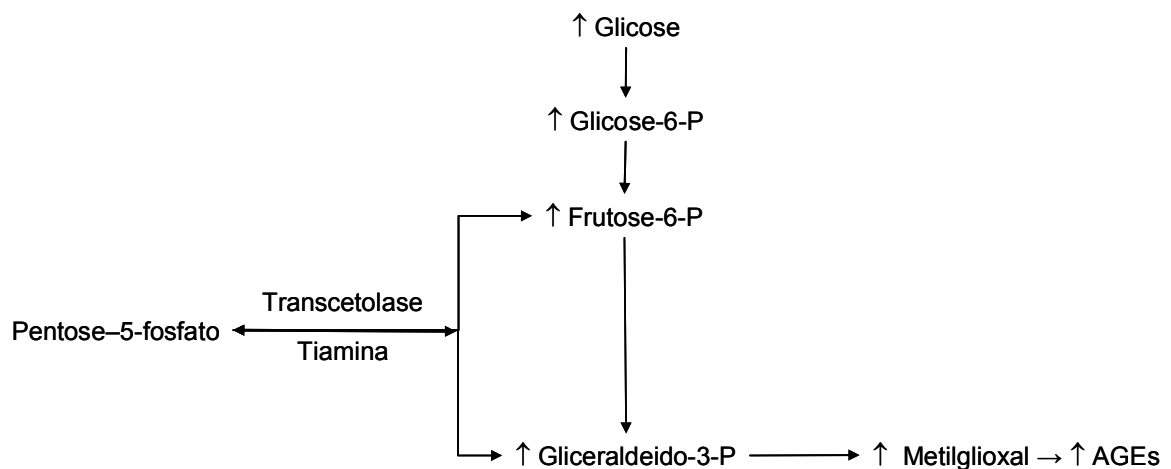 ↑ Glicose
↑ Glicose-6-P
↑ Frutose-6-P
Transcetolase
Pentose–5-fosfato
Tiamina
↑ Gliceraldeido-3-P
↑ Metilglioxal → ↑ AGEs